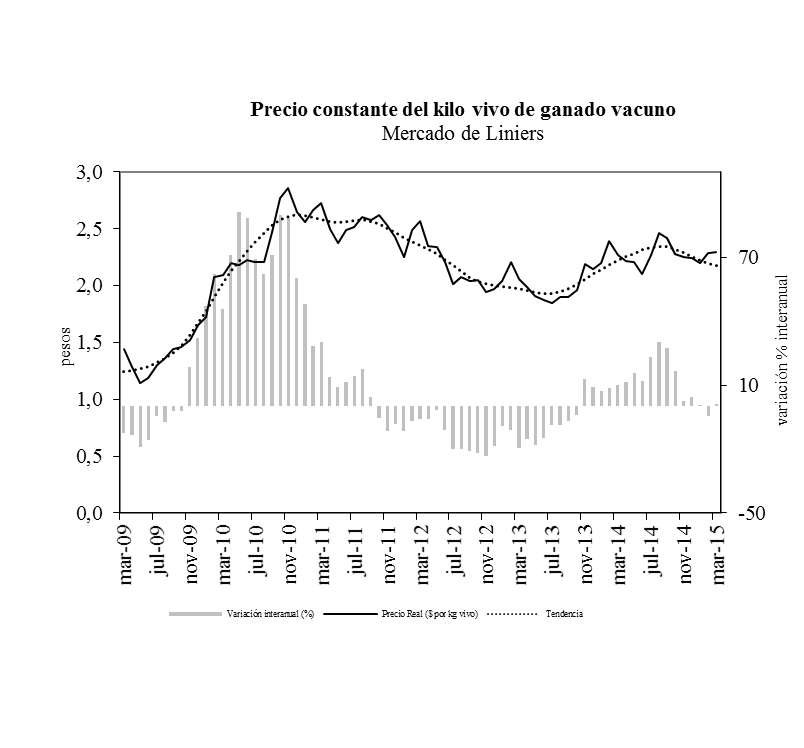 Precio constante del kilo vivo de ganado vacuno
Mercado de Liniers
3,0
2,5
2,0
1,5
1,0
0,5
0,0
pesos
70
10
-50
variación % interanual
mar-09
jul-09
nov-09
mar-10
jul-10
nov-10
mar-11
jul-11
nov-11
mar-12
jul-12
nov-12
mar-13
jul-13
nov-13
mar-14
jul-14
nov-14
mar-15
Variación interanual (%)
Precio Real ($ por kg vivo)
Tendencia